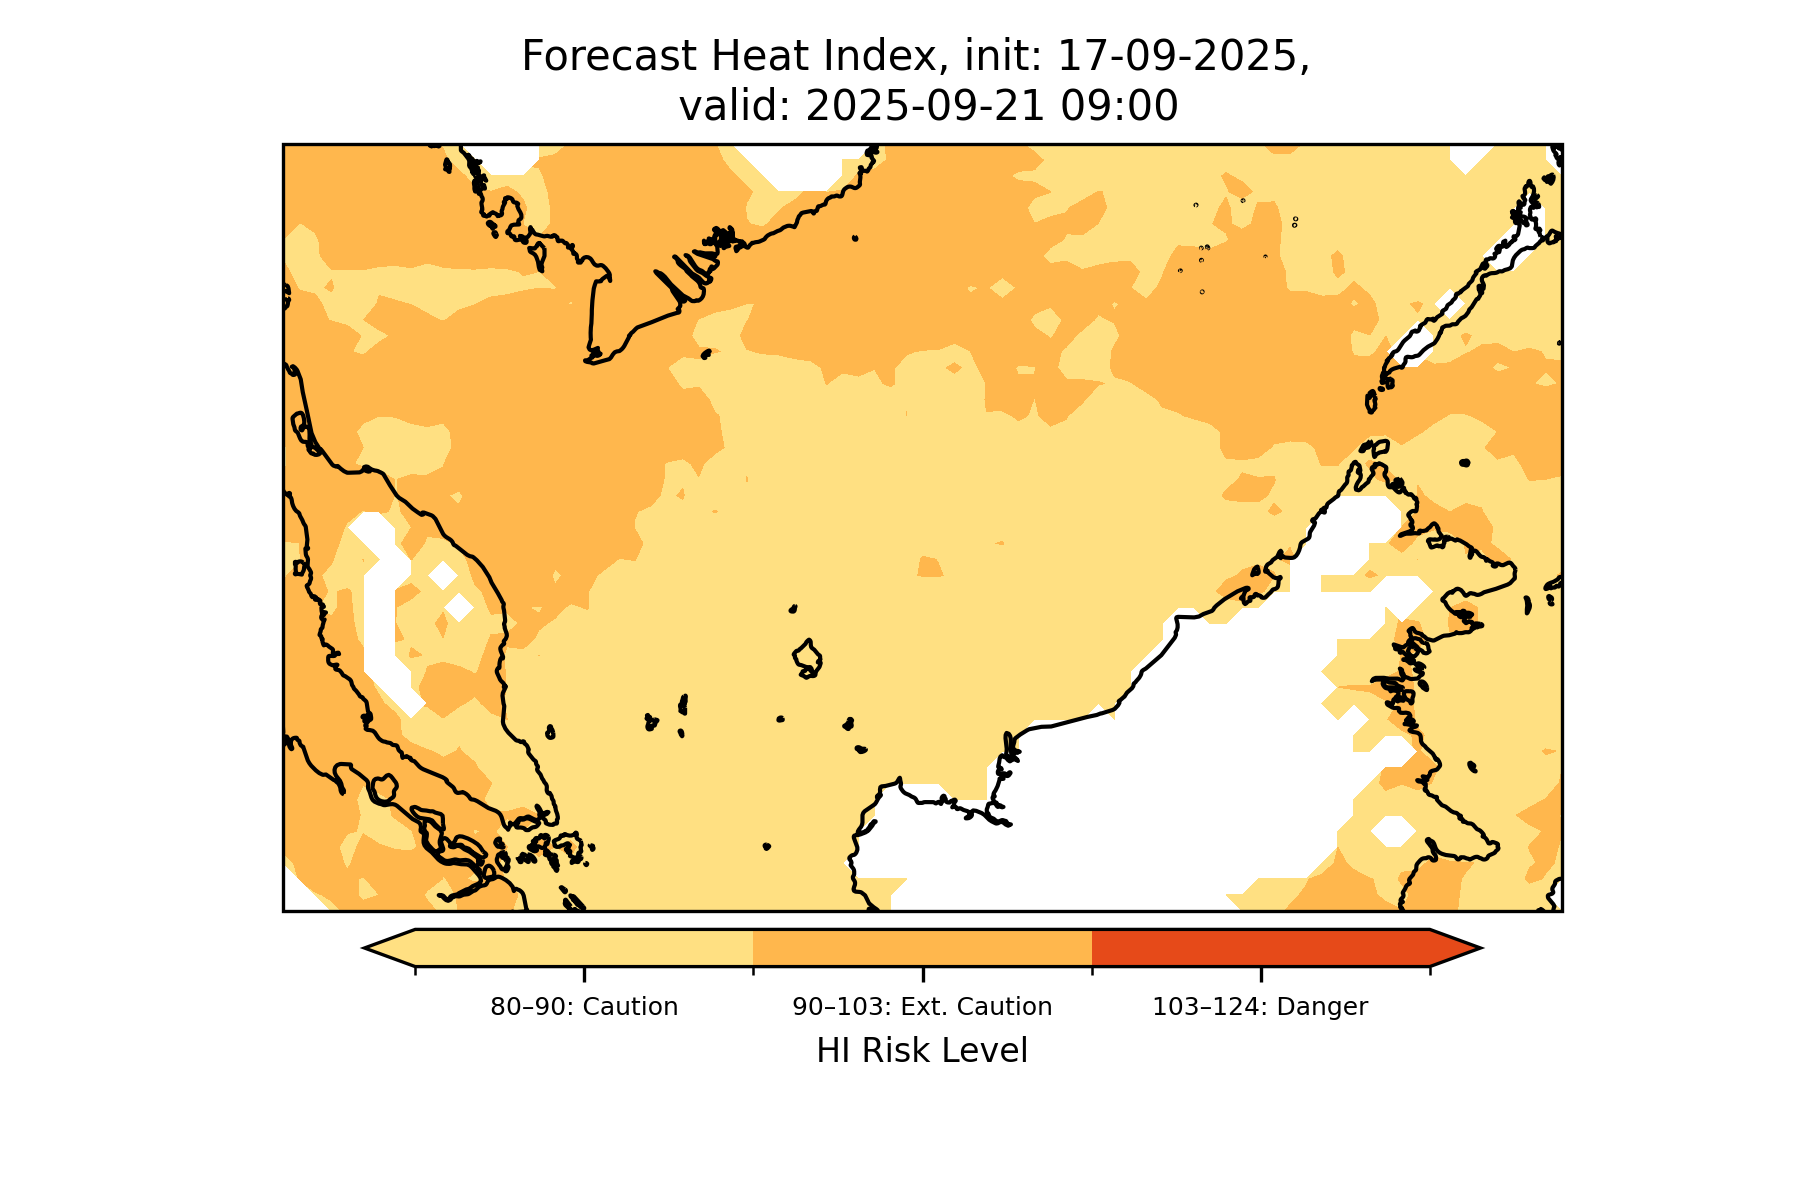 Forecast Heat Index, init: 17-09-2025,
valid: 2025-09-21 09:00
80–90: Caution
90–103: Ext. Caution
103–124: Danger
HI Risk Level